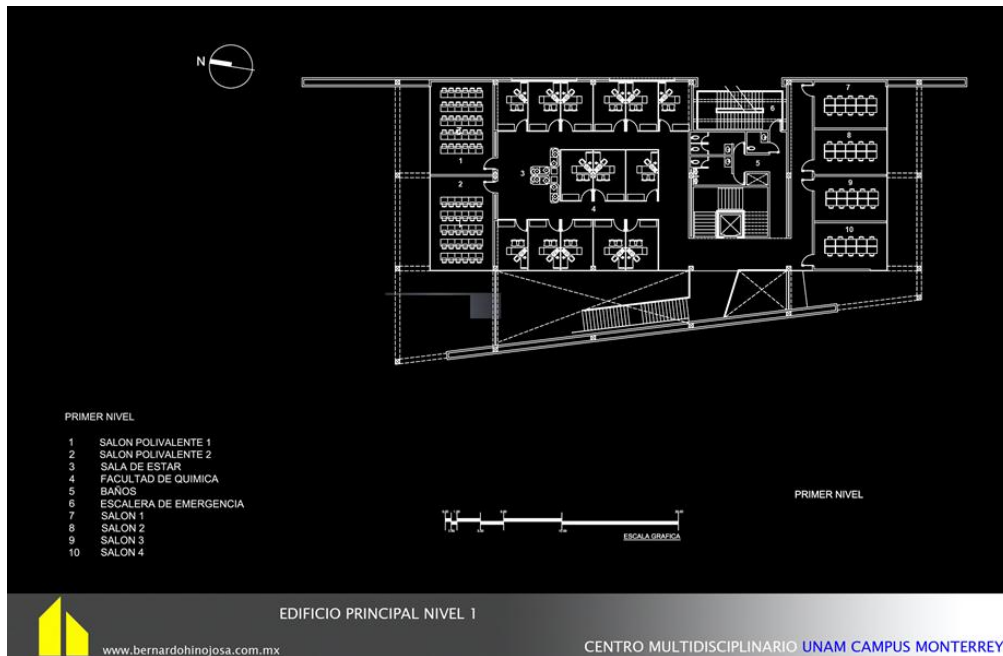 N
7
6
8
1
3
5
2
9
4
10
PRIMER NIVEL
1 SALON POLIVALENTE 1
2 SALON POLIVALENTE 2
3 SALA DE ESTAR
4 FACULTAD DE QUIMICA
5 BAÑOS
6 ESCALERA DE EMERGENCIA
7 SALON 1
8 SALON 2
9 SALON 3
10 SALON 4
PRIMER NIVEL
ESCALA GRAFICA
EDIFICIO PRINCIPAL NIVEL 1
www.bernardohinojosa.com.mx
CENTRO MULTIDISCIPLINARIO UNAM CAMPUS MONTERREY